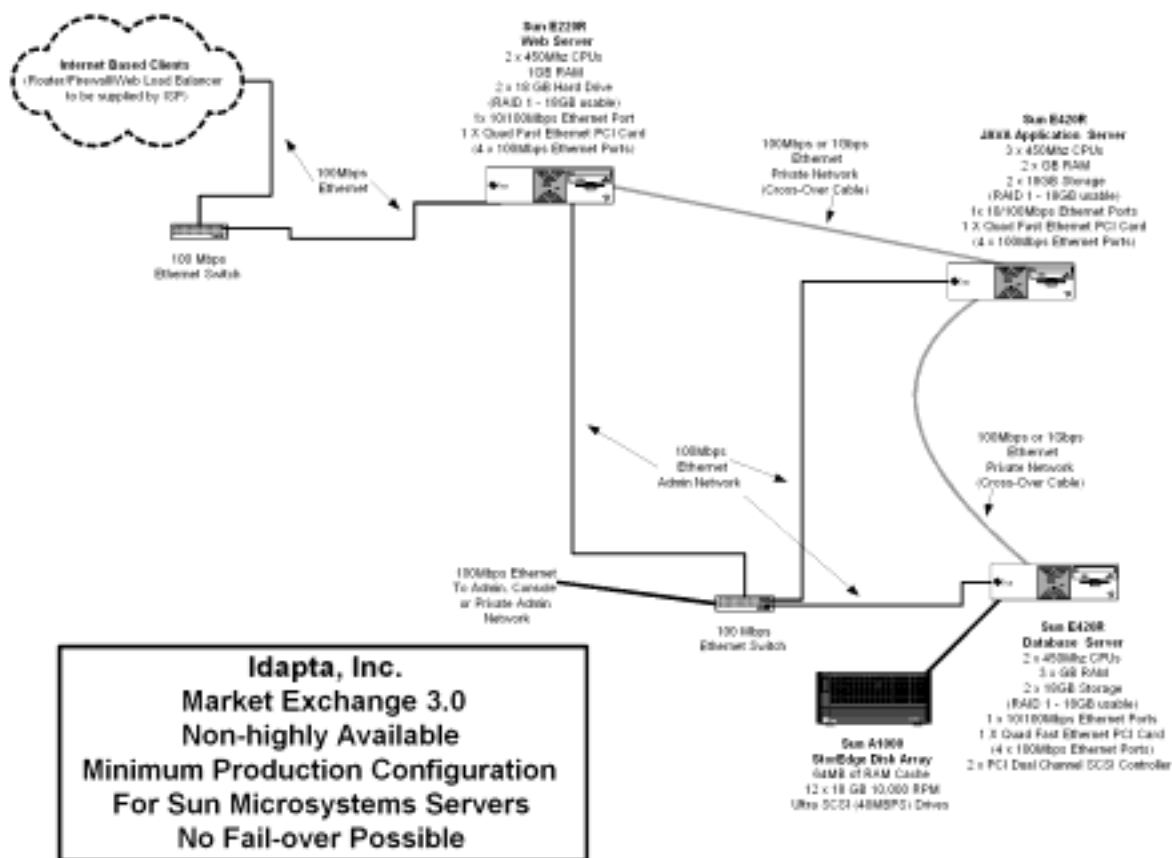 Internet Based Clients
(Router/Firewall/Web Load Balancer
to be supplied by ISP)
100Mbps
Ethernet
100 Mbps
Ethernet Switch
Sun E220R
Web Server
2 x 450Mhz CPUs
1GB RAM
2 x 18 GB Hard Drive
(RAID 1 - 18GB usable)
1x 10/100Mbps Ethernet Port
1 X Quad Fast Ethernet PCI Card
(4 x 100Mbps Ethernet Ports)
100Mbps or 1Gbps
Ethernet
Private Network
(Cross-Over Cable)
Sun E420R
JAVA Application Server
3 x 450Mhz CPUs
2 x GB RAM
2 x 18GB Storage
(RAID 1 - 18GB usable)
1x 10/100Mbps Ethernet Ports
1 X Quad Fast Ethernet PCI Card
(4 x 100Mbps Ethernet Ports)
100Mbps
Ethernet
Admin Network
100Mbps or 1Gbps
Ethernet
Private Network
(Cross-Over Cable)
100Mbps Ethernet
To Admin, Console
or Private Admin
Network
100 Mbps
Ethernet Switch
Sun E420R
Database Server
2 x 450Mhz CPUs
3 x GB RAM
2 x 18GB Storage
(RAID 1 - 18GB usable)
1 x 10/100Mbps Ethernet Ports
1 X Quad Fast Ethernet PCI Card
(4 x 100Mbps Ethernet Ports)
2 x PCI Dual Channel SCSI Controller
Sun A1000
StorEdge Disk Array
64MB of RAM Cache
12 x 18 GB 10,000 RPM
Ultra SCSI (40MBPS) Drives
Idapta, Inc.
Market Exchange 3.0
Non-highly Available
Minimum Production Configuration
For Sun Microsystems Servers
No Fail-over Possible